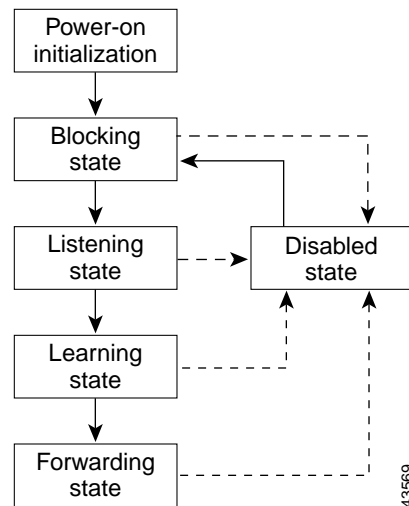 Power-on
initialization
Blocking
state
Listening
state
Disabled
state
Learning
state
Forwarding
state
43569